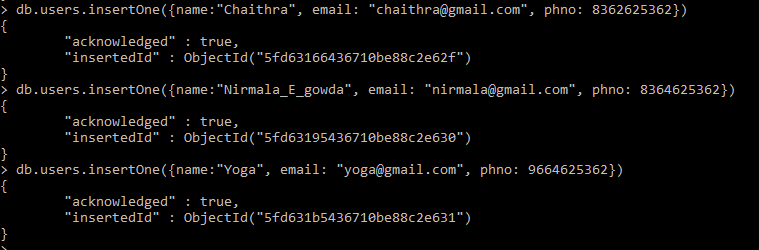 > db.users.insertOne({name:"Chaithra", email: "chaithra@gmail.com", phno: 8362625362})
{
        "acknowledged" : true,
        "insertedId" : ObjectId("5fd63166436710be88c2e62f")
}
> db.users.insertOne({name:"Nirmala_E_gowda", email: "nirmala@gmail.com", phno: 8364625362})
{
        "acknowledged" : true,
        "insertedId" : ObjectId("5fd63195436710be88c2e630")
}
> db.users.insertOne({name:"Yoga", email: "yoga@gmail.com", phno: 9664625362})
{
        "acknowledged" : true,
        "insertedId" : ObjectId("5fd631b5436710be88c2e631")
}
>